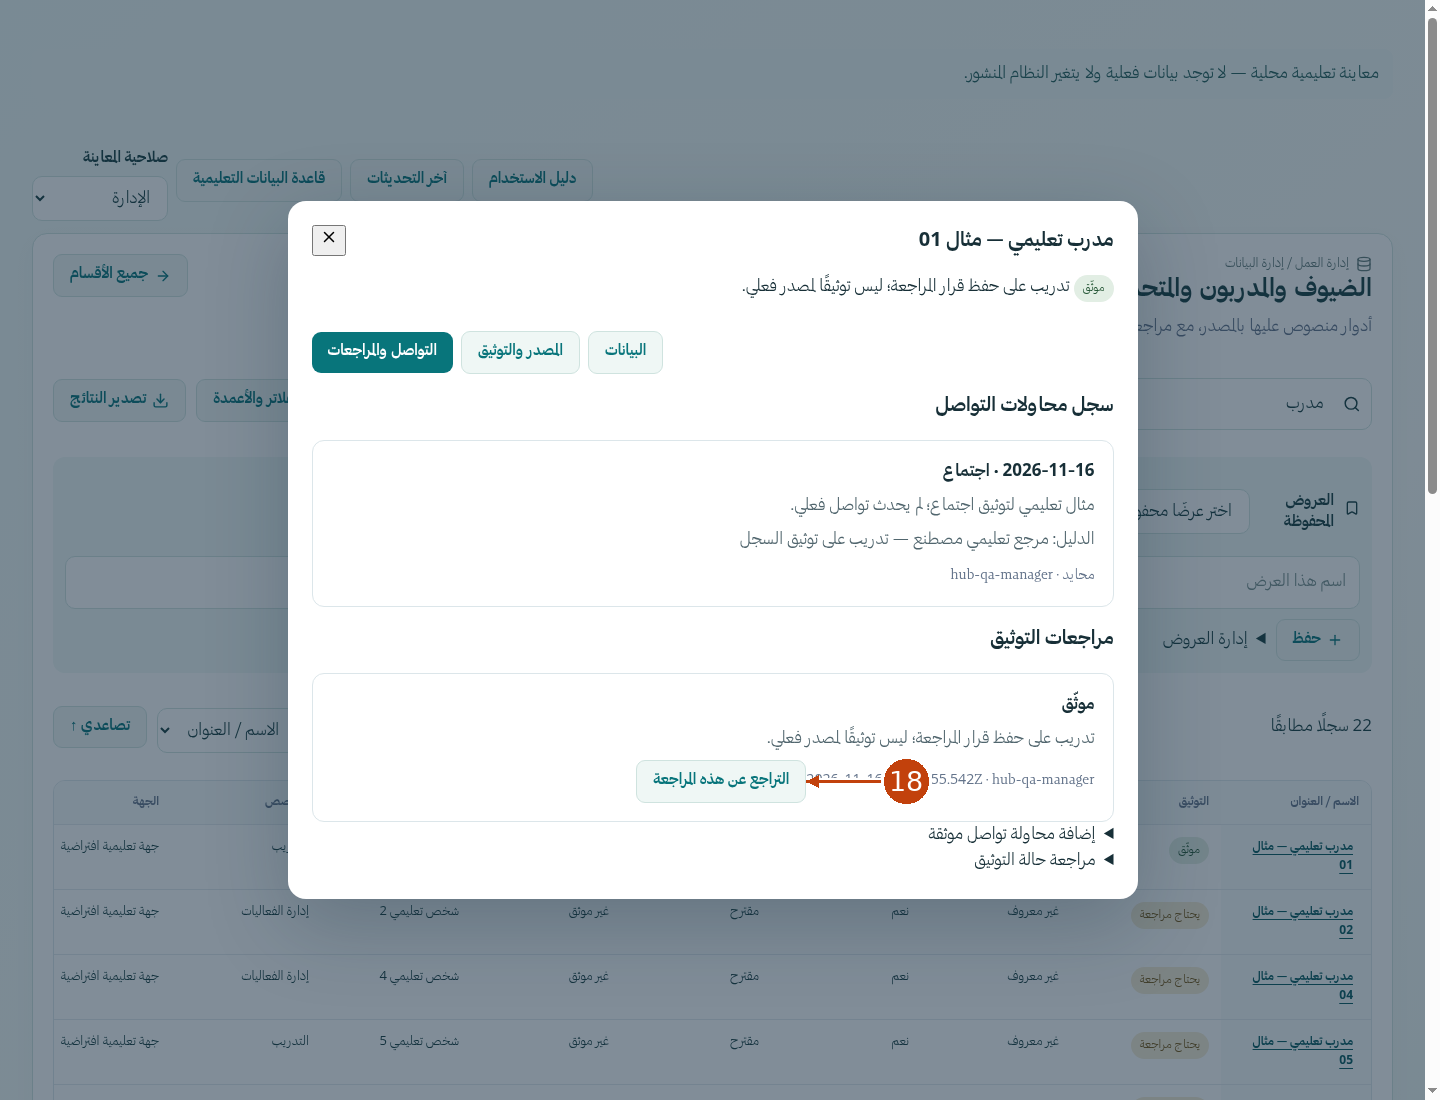 معاينة تعليمية محلية — لا توجد بيانات فعلية ولا يتغير النظام المنشور.
دليل الاستخدام
آخر التحديثات
قاعدة البيانات التعليمية
صلاحية المعاينة
الإدارة
إدارة العمل / إدارة البيانات
جميع الأقسام
الضيوف والمدربون
أدوار منصوص عليها بالمصدر، مع
مدرب
والأعمدة
تصدير النتائج
العروض المحفوظة
اختر عرضًا
اسم هذا العرض
+ حفظ
إدارة العروض
22 سجلًا مطابقًا
الاسم / العنوان
تصاعدي ↑
مدرب تعليمي — مثال 01
×
موثّق
تدريب على حفظ قرار المراجعة؛ ليس توثيقًا لمصدر فعلي.
البيانات
المصدر والتوثيق
التواصل والمراجعات
سجل محاولات التواصل
2026-11-16 · اجتماع
مثال تعليمي لتوثيق اجتماع؛ لم يحدث تواصل فعلي.
الدليل: مرجع تعليمي مصطنع — تدريب على توثيق السجل
محايد · hub-qa-manager
مراجعات التوثيق
موثّق
تدريب على حفظ قرار المراجعة؛ ليس توثيقًا لمصدر فعلي.
55.542Z · hub-qa-manager
18
التراجع عن هذه المراجعة
إضافة محاولة تواصل موثقة
مراجعة حالة التوثيق
الاسم / العنوان
التوثيق
الجهة
مدرب تعليمي — مثال 01
موثّق
جهة تعليمية افتراضية
مدرب تعليمي — مثال 02
يحتاج مراجعة
غير معروف
نعم
مقترح
غير موثق
شخص تعليمي 2
إدارة الفعاليات
جهة تعليمية افتراضية
مدرب تعليمي — مثال 04
يحتاج مراجعة
غير معروف
نعم
مقترح
غير موثق
شخص تعليمي 4
إدارة الفعاليات
جهة تعليمية افتراضية
مدرب تعليمي — مثال 05
يحتاج مراجعة
غير معروف
نعم
مقترح
غير موثق
شخص تعليمي 5
التدريب
جهة تعليمية افتراضية